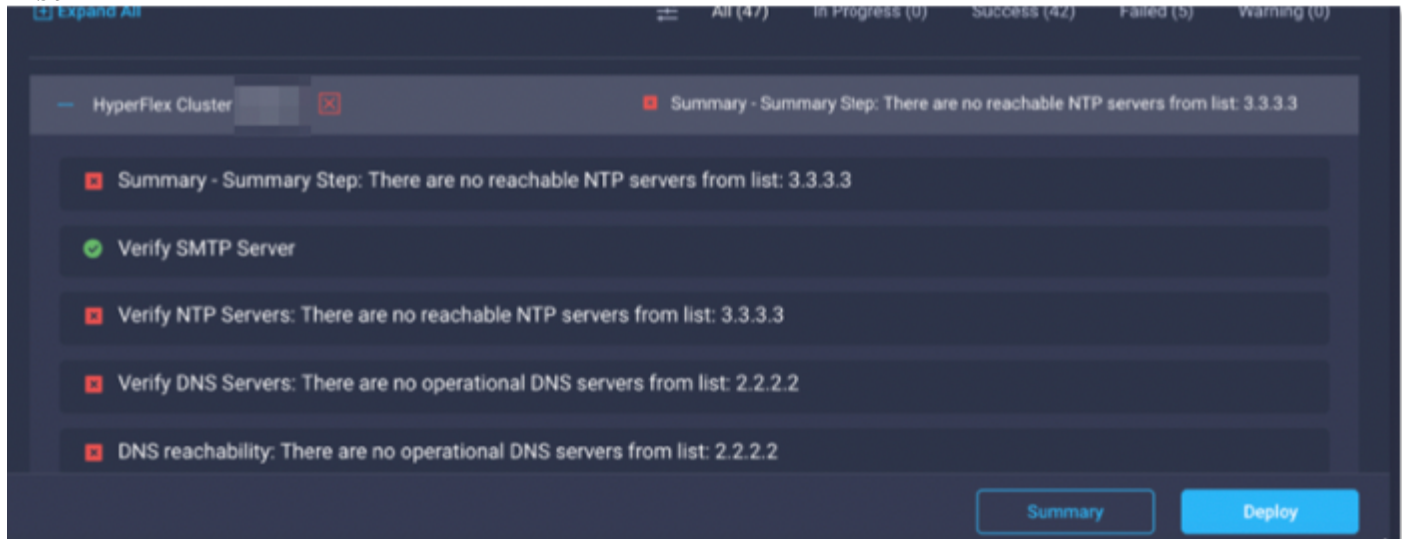 Expand All
All (47) In Progress (0) Success (42) Failed (5) Warning (0)
HyperFlex Cluster
Summary - Summary Step: There are no reachable NTP servers from list: 3.3.3.3
Summary - Summary Step: There are no reachable NTP servers from list: 3.3.3.3
Verify SMTP Server
Verify NTP Servers: There are no reachable NTP servers from list: 3.3.3.3
Verify DNS Servers: There are no operational DNS servers from list: 2.2.2.2
DNS reachability: There are no operational DNS servers from list: 2.2.2.2
Summary
Deploy